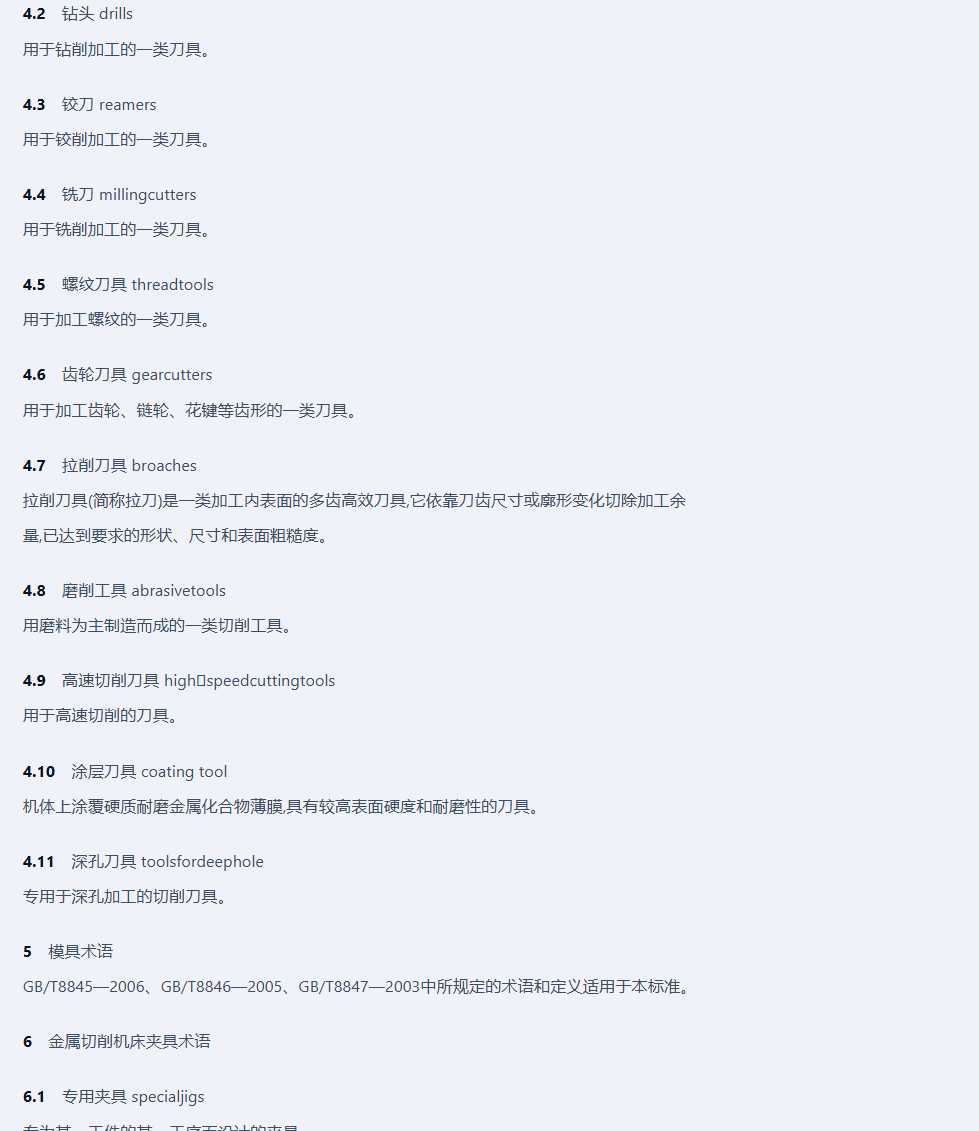 4.2 钻头 drills
用于钻削加工的一类刀具。
4.3 铰刀 reamers
用于铰削加工的一类刀具。
4.4 铣刀 millingcutters
用于铣削加工的一类刀具。
4.5 螺纹刀具 threadtools
用于加工螺纹的一类刀具。
4.6 齿轮刀具 gearcutters
用于加工齿轮、链轮、花键等齿形的一类刀具。
4.7 拉削刀具 broaches
拉削刀具(简称拉刀)是一类加工内表面的多齿高效刀具,它依靠刀齿尺寸或廓形变化切除加工余
量,已达到要求的形状、尺寸和表面粗糙度。
4.8 磨削工具 abrasivetools
用磨料为主制造而成的一类切削工具。
4.9 高速切削刀具 high▯speedcuttingtools
用于高速切削的刀具。
4.10 涂层刀具 coating tool
机体上涂覆硬质耐磨金属化合物薄膜,具有较高表面硬度和耐磨性的刀具。
4.11 深孔刀具 toolsfordeephole
专用于深孔加工的切削刀具。
5 模具术语
GB/T8845—2006、GB/T8846—2005、GB/T8847—2003中所规定的术语和定义适用于本标准。
6 金属切削机床夹具术语
6.1 专用夹具 specialjigs